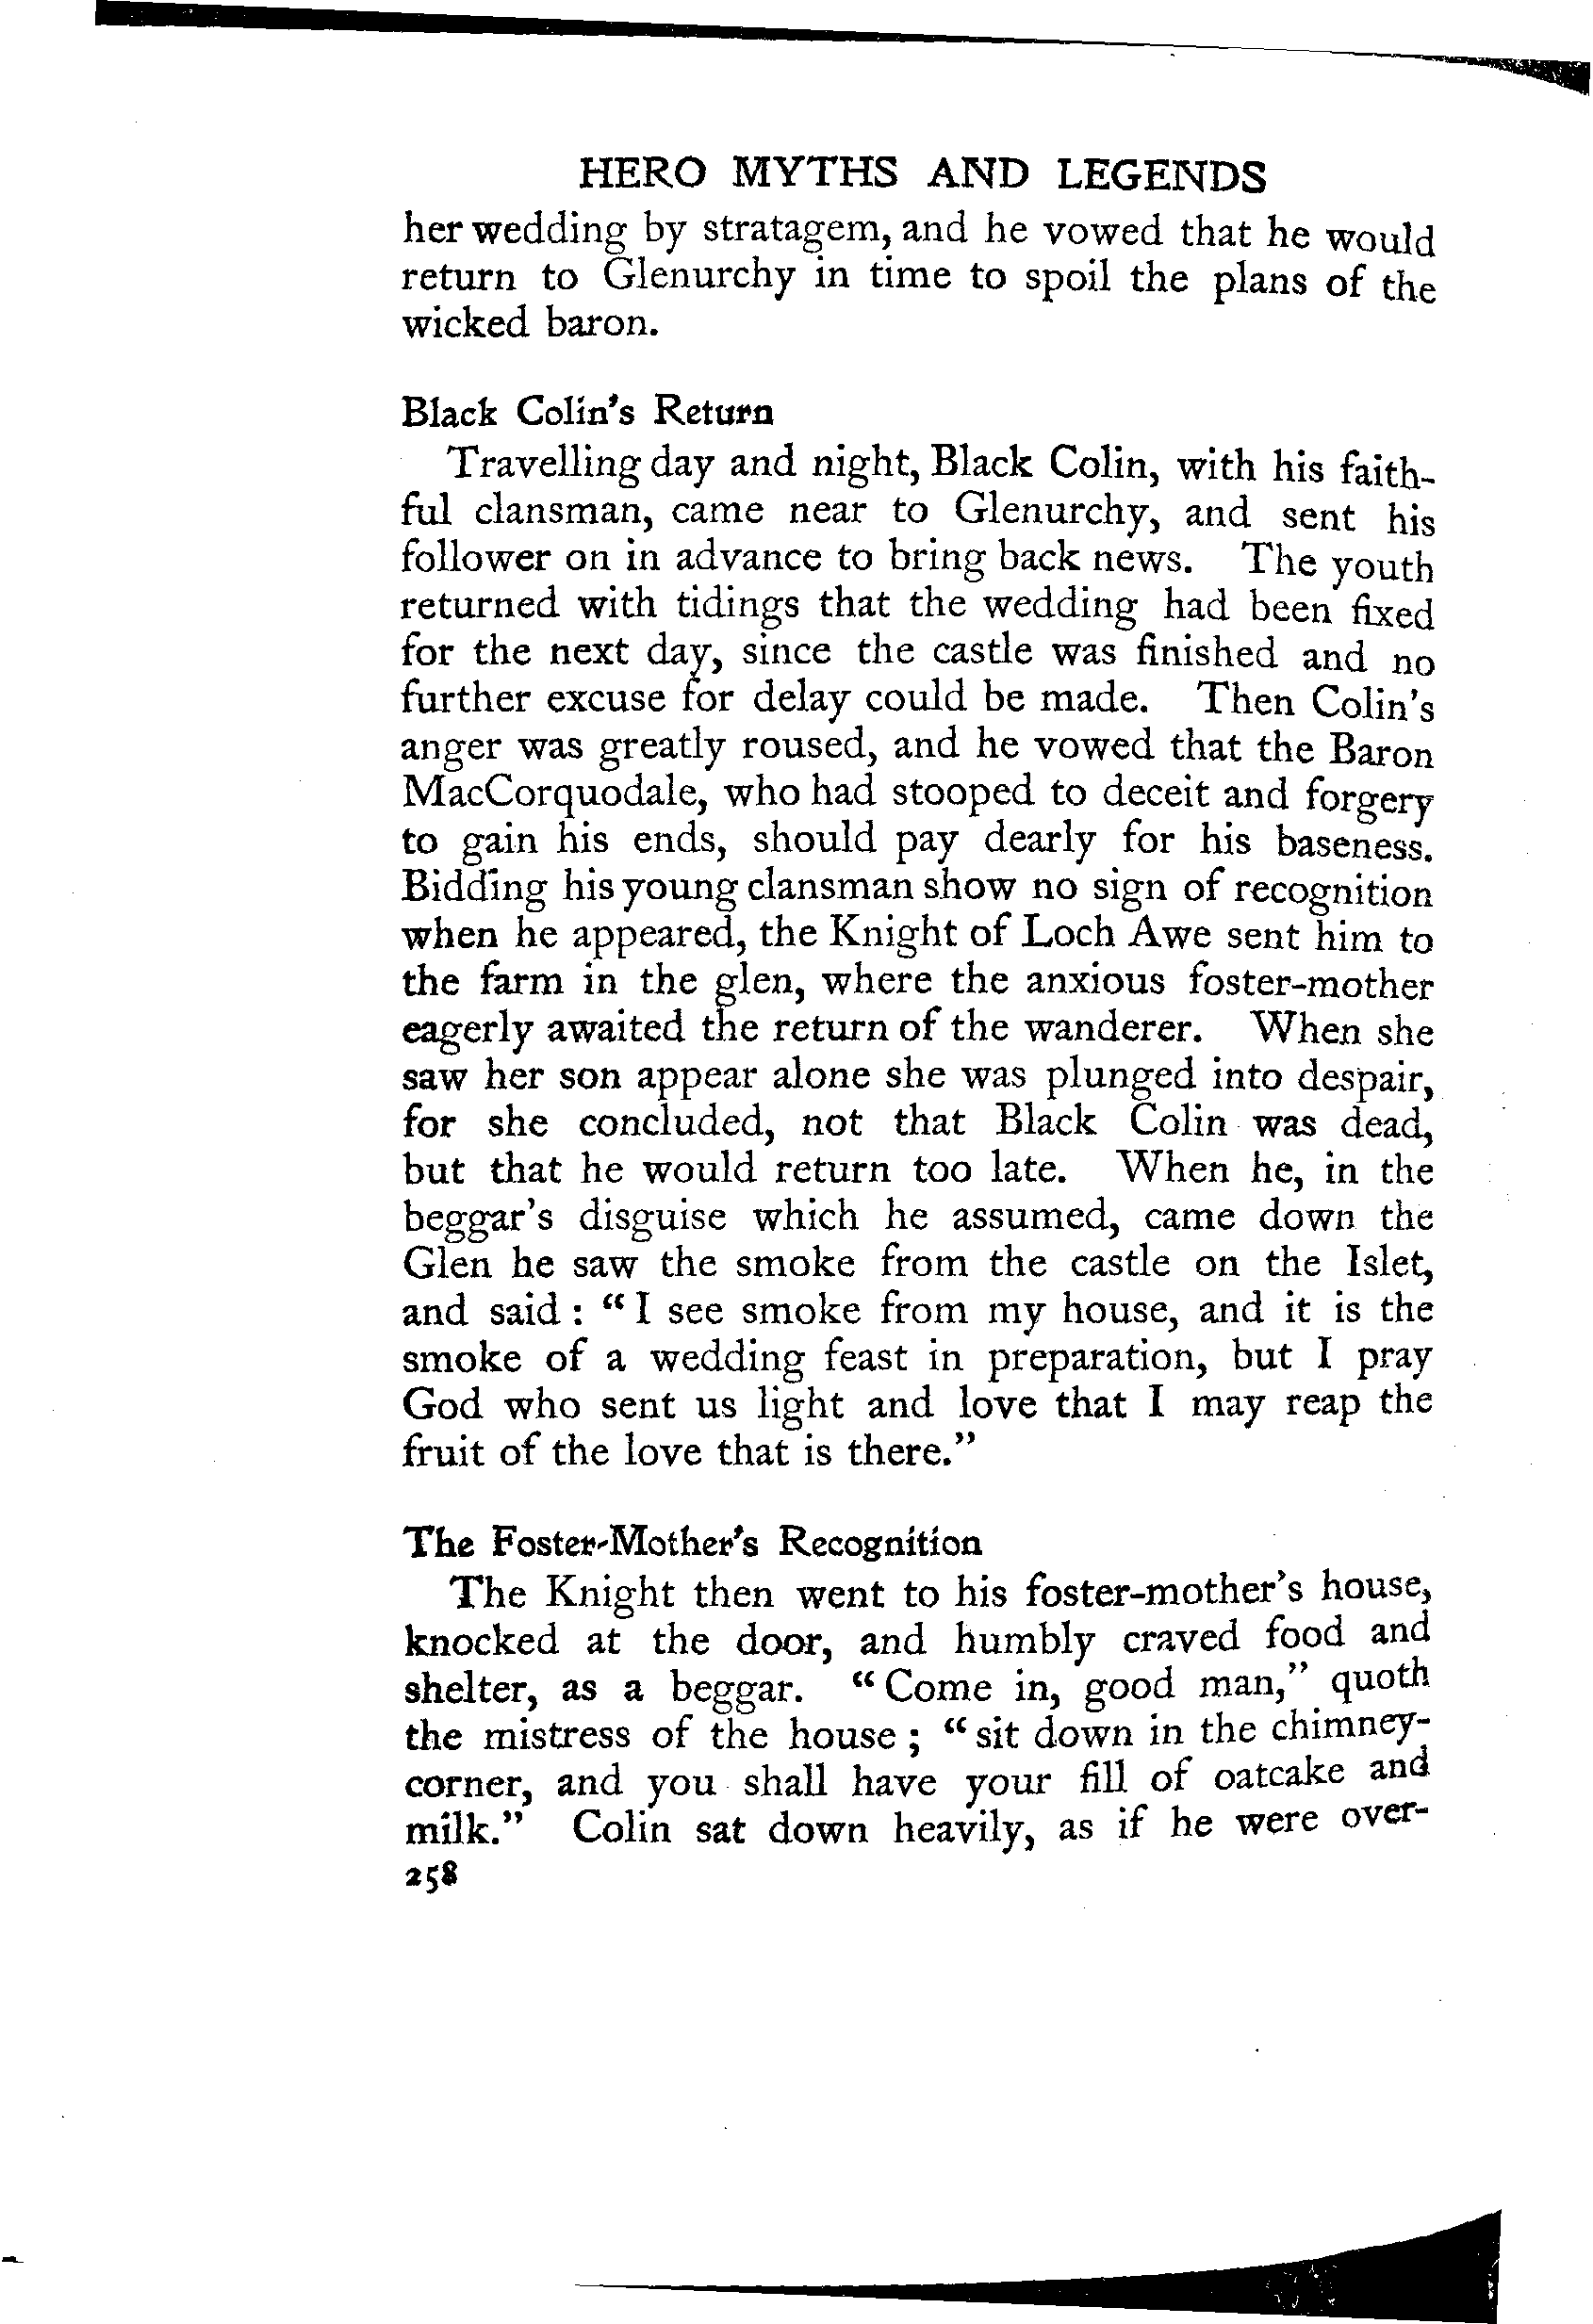 HERO MYTHS AND LEGENDS
her wedding by stratagem, and he vowed that he would
return to Glenurchy in time to spoil the plans of the
wicked baron.
Black Colin's Return
Travelling day and night, Black Colin, with his faith-
ful clansman, came near to Glenurchy, and sent his
follower on in advance to bring back news. The youth
returned with tidings that the wedding had been fixed
for the next day, since the castle was finished and no
further excuse for delay could be made. Then Colin's
anger was greatly roused, and he vowed that the Baron
MacCorquodale, who had stooped to deceit and forgery
to gain his ends, should pay dearly for his baseness.
Bidding his young clansman show no sign of recognition
when he appeared, the Knight of Loch Awe sent him to
the farm in the glen, where the anxious foster-mother
eagerly awaited the return of the wanderer. When she
saw her son appear alone she was plunged into despair,
for she concluded, not that Black Colin was dead,
but that he would return too late. When he, in the
beggar's disguise which he assumed, came down the
Glen he saw the smoke from the castle on the Islet,
and said : “ I see smoke from my house, and it is the
smoke of a wedding feast in preparation, but I pray
God who sent us light and love that I may reap the
fruit of the love that is there.”
The Foster-Mother's Recognition
The Knight then went to his foster-mother's house,
knocked at the door, and humbly craved food and
shelter, as a beggar. “ Come in, good man,” quoth
the mistress of the house ; “ sit down in the chimney-
corner, and you shall have your fill of oatcake and
milk.” Colin sat down heavily, as if he were over-
258